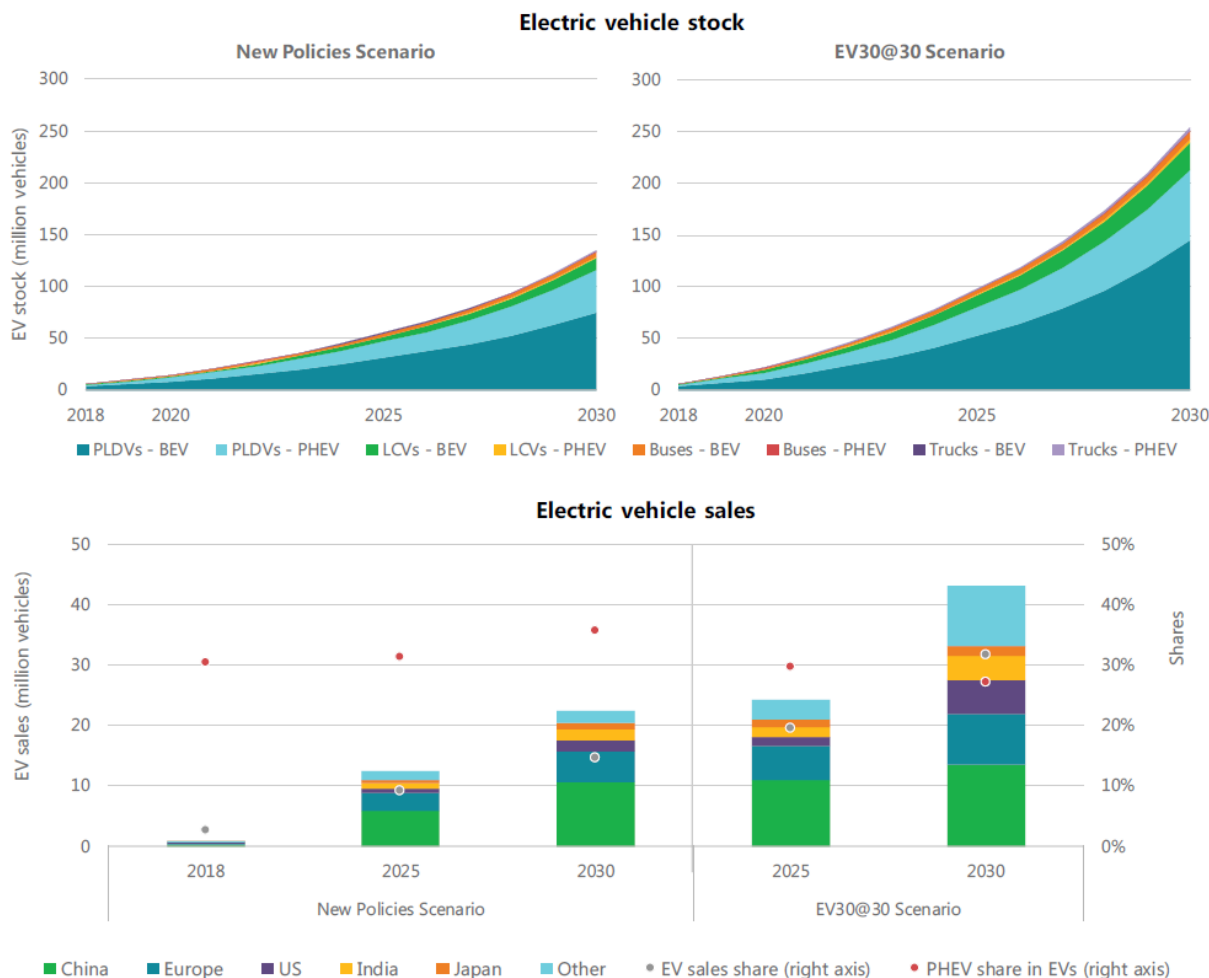 Electric vehicle stock
New Policies Scenario
EV30@30 Scenario
EV stock (million vehicles)
300
250
200
150
100
50
0
2018 2020 2025 2030
300
250
200
150
100
50
0
2018 2020 2025 2030
PLDVs - BEV PLDVs - PHEV LCVs - BEV LCVs - PHEV Buses - BEV Buses - PHEV Trucks - BEV Trucks - PHEV
Electric vehicle sales
EV sales (million vehicles)
50
40
30
20
10
0
50%
40%
30%
20%
10%
0%
Shares
2018 2025 2030 2025 2030
New Policies Scenario EV30@30 Scenario
China Europe US India Japan Other EV sales share (right axis) PHEV share in EVs (right axis)